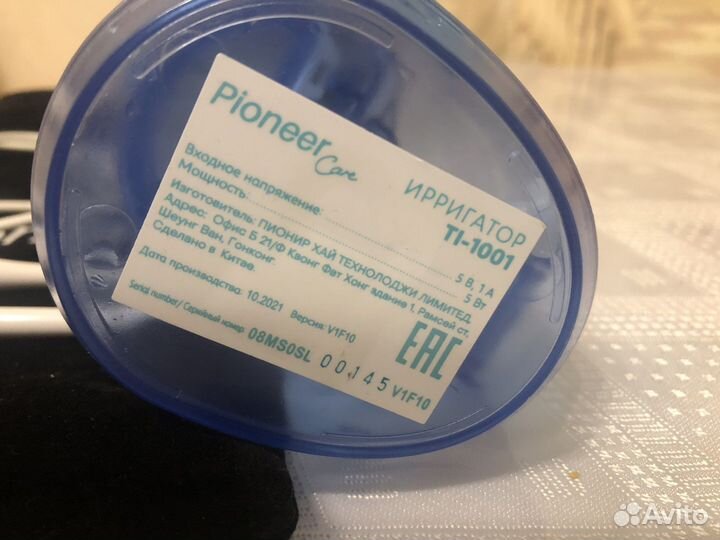 Pioneer Care
ИРРИГАТОР
TI-1001
Входное напряжение: 5 В, 1 А
Мощность: 5 Вт
Изготовитель: ПИОНИР ХАЙ ТЕХНОЛОДЖИ ЛИМИТЕД.
Адрес: Офис Б 21/Ф Квонг Фат Хонг здание 1, Рамсей ст,
Шеунг Ван, Гонконг.
Сделано в Китае.
Дата производства: 10.2021 Версия V1F10
Serial number/ Серийный номер 08MS0SL 00145 V1F10
EAC
Avito